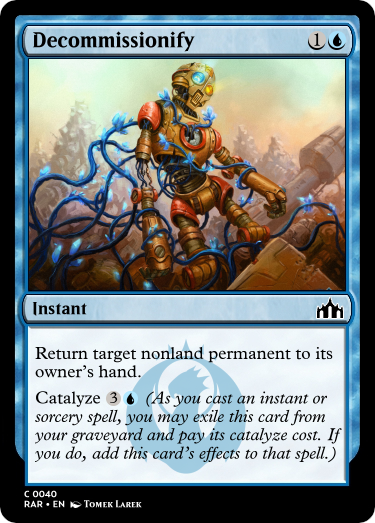 Decommissionify 1
Instant
Return target nonland permanent to its
owner's hand.
Catalyze 3 (As you cast an instant or
sorcery spell, you may exile this card from
your graveyard and pay its catalyze cost. If
you do, add this card's effects to that spell.)
C 0040
RAR • EN Tomek Larek